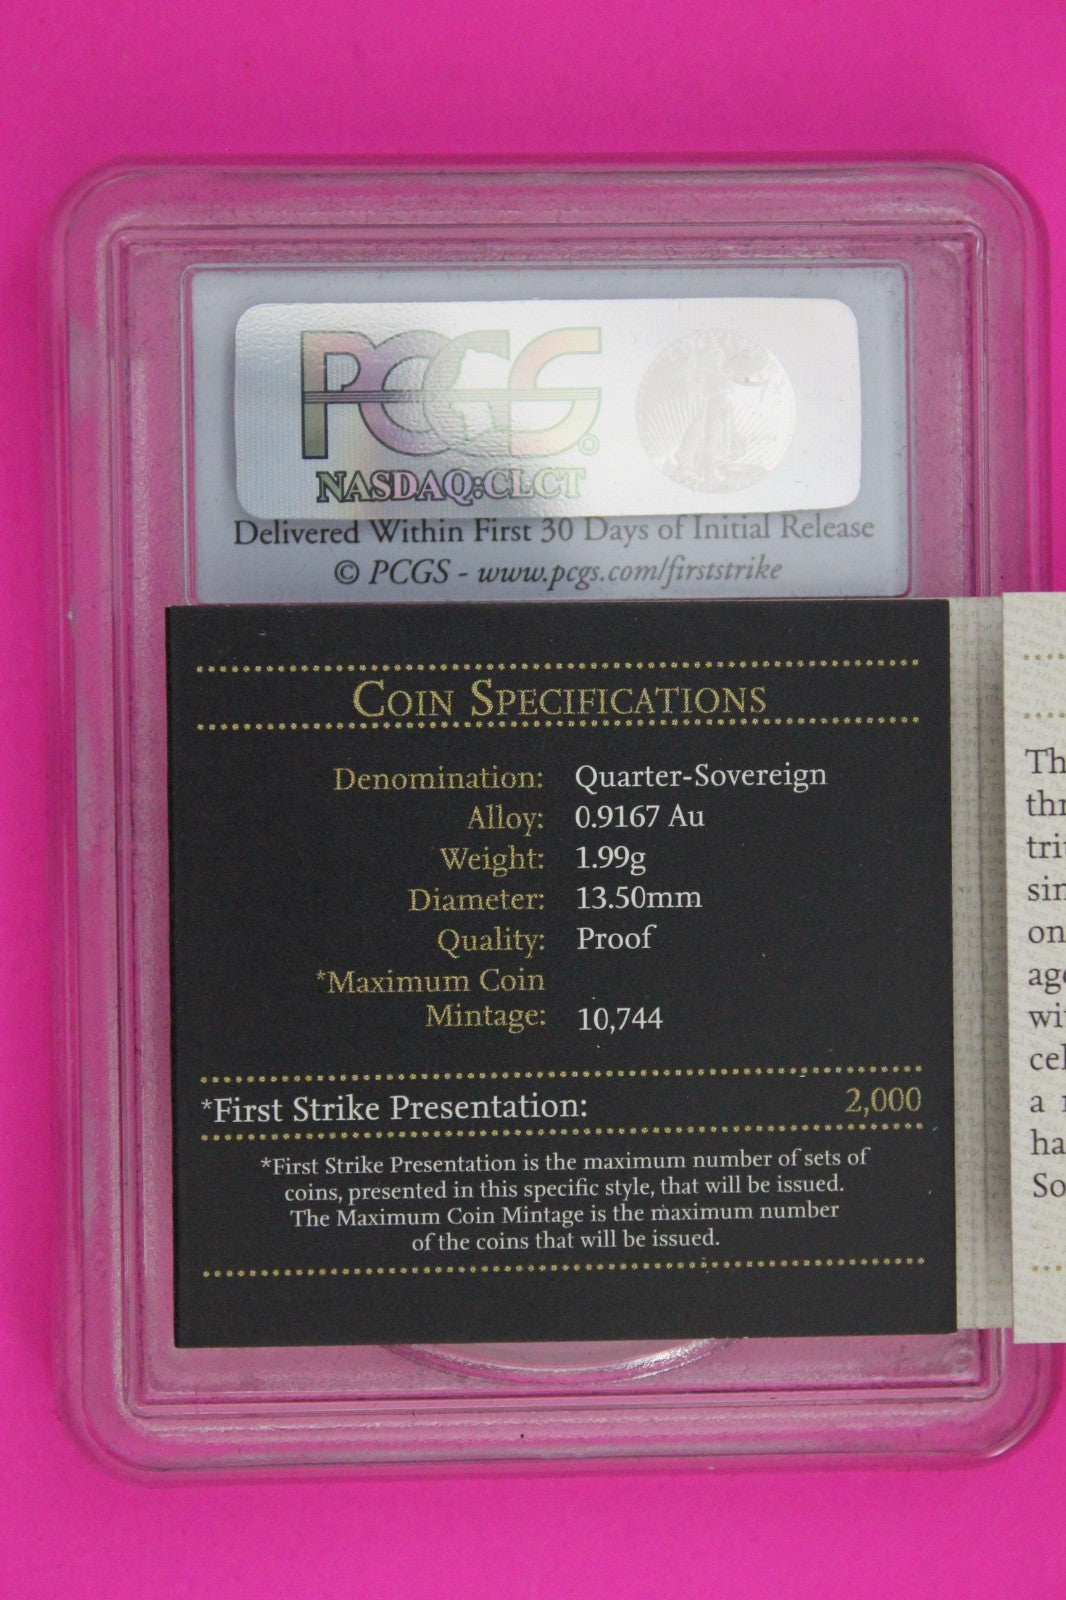 PCGS
NASDAQ:CLCT
Delivered Within First 30 Days of Initial Release
© PCGS - www.pcgs.com/firststrike
COIN SPECIFICATIONS
Denomination: Quarter-Sovereign
Alloy: 0.9167 Au
Weight: 1.99g
Diameter: 13.50mm
Quality: Proof
*Maximum Coin
Mintage: 10,744
*First Strike Presentation: 2,000
*First Strike Presentation is the maximum number of sets of
coins, presented in this specific style, that will be issued.
The Maximum Coin Mintage is the maximum number
of the coins that will be issued.
on
a